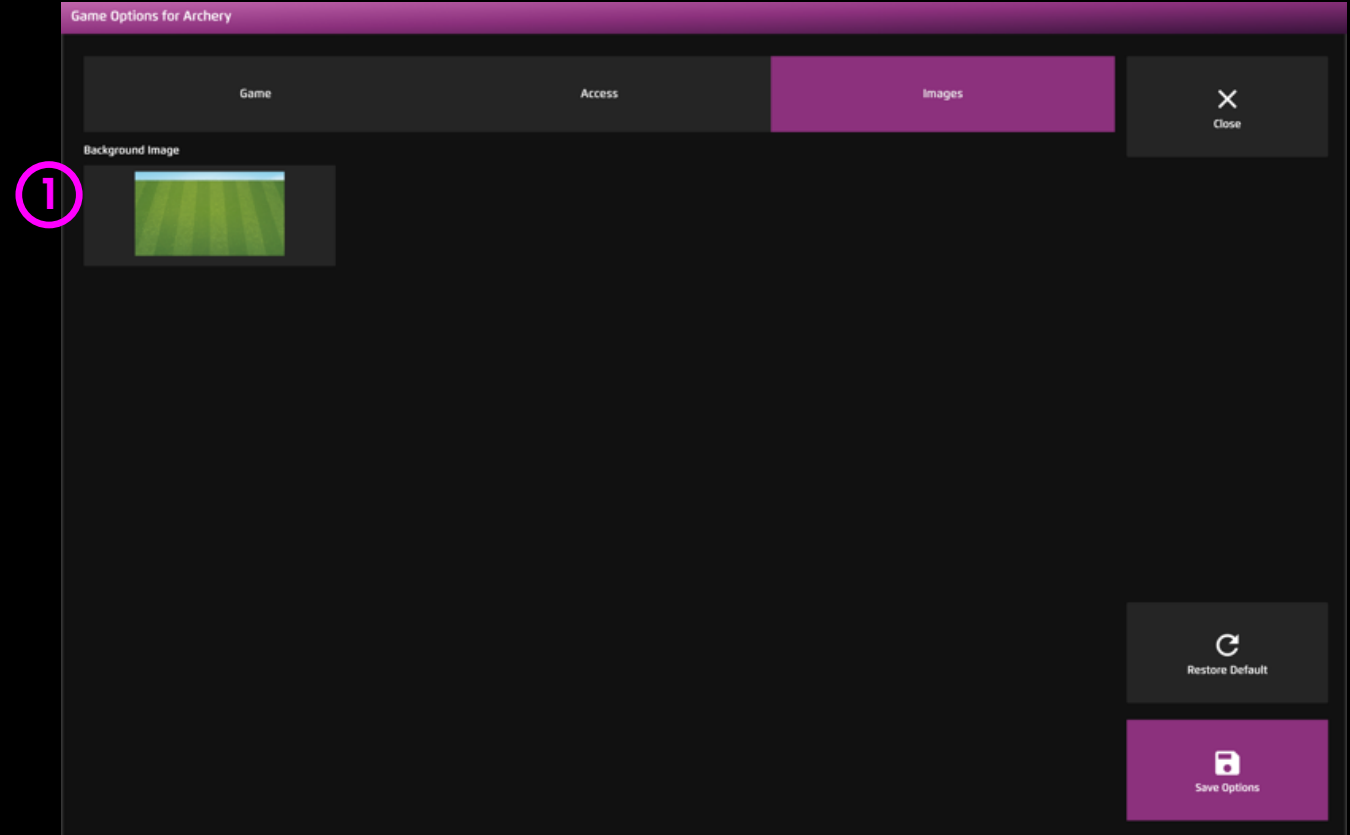 Game Options for Archery
Game
Access
Images
Close
Background Image
1
Restore Default
Save Options